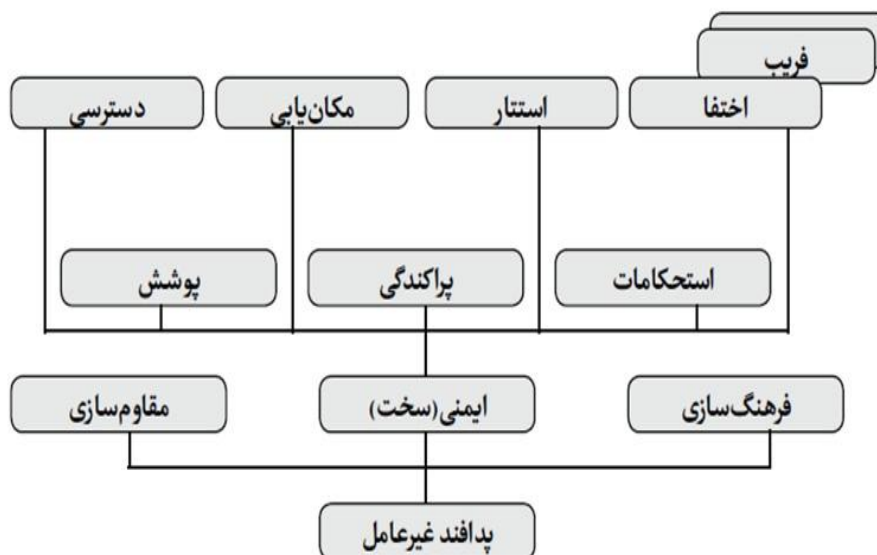 فریب
اختفا
استتار
مکان‌یابی
دسترسی
استحکامات
پراکندگی
پوشش
فرهنگ‌سازی
ایمنی(سخت)
مقاوم‌سازی
پدافند غیرعامل